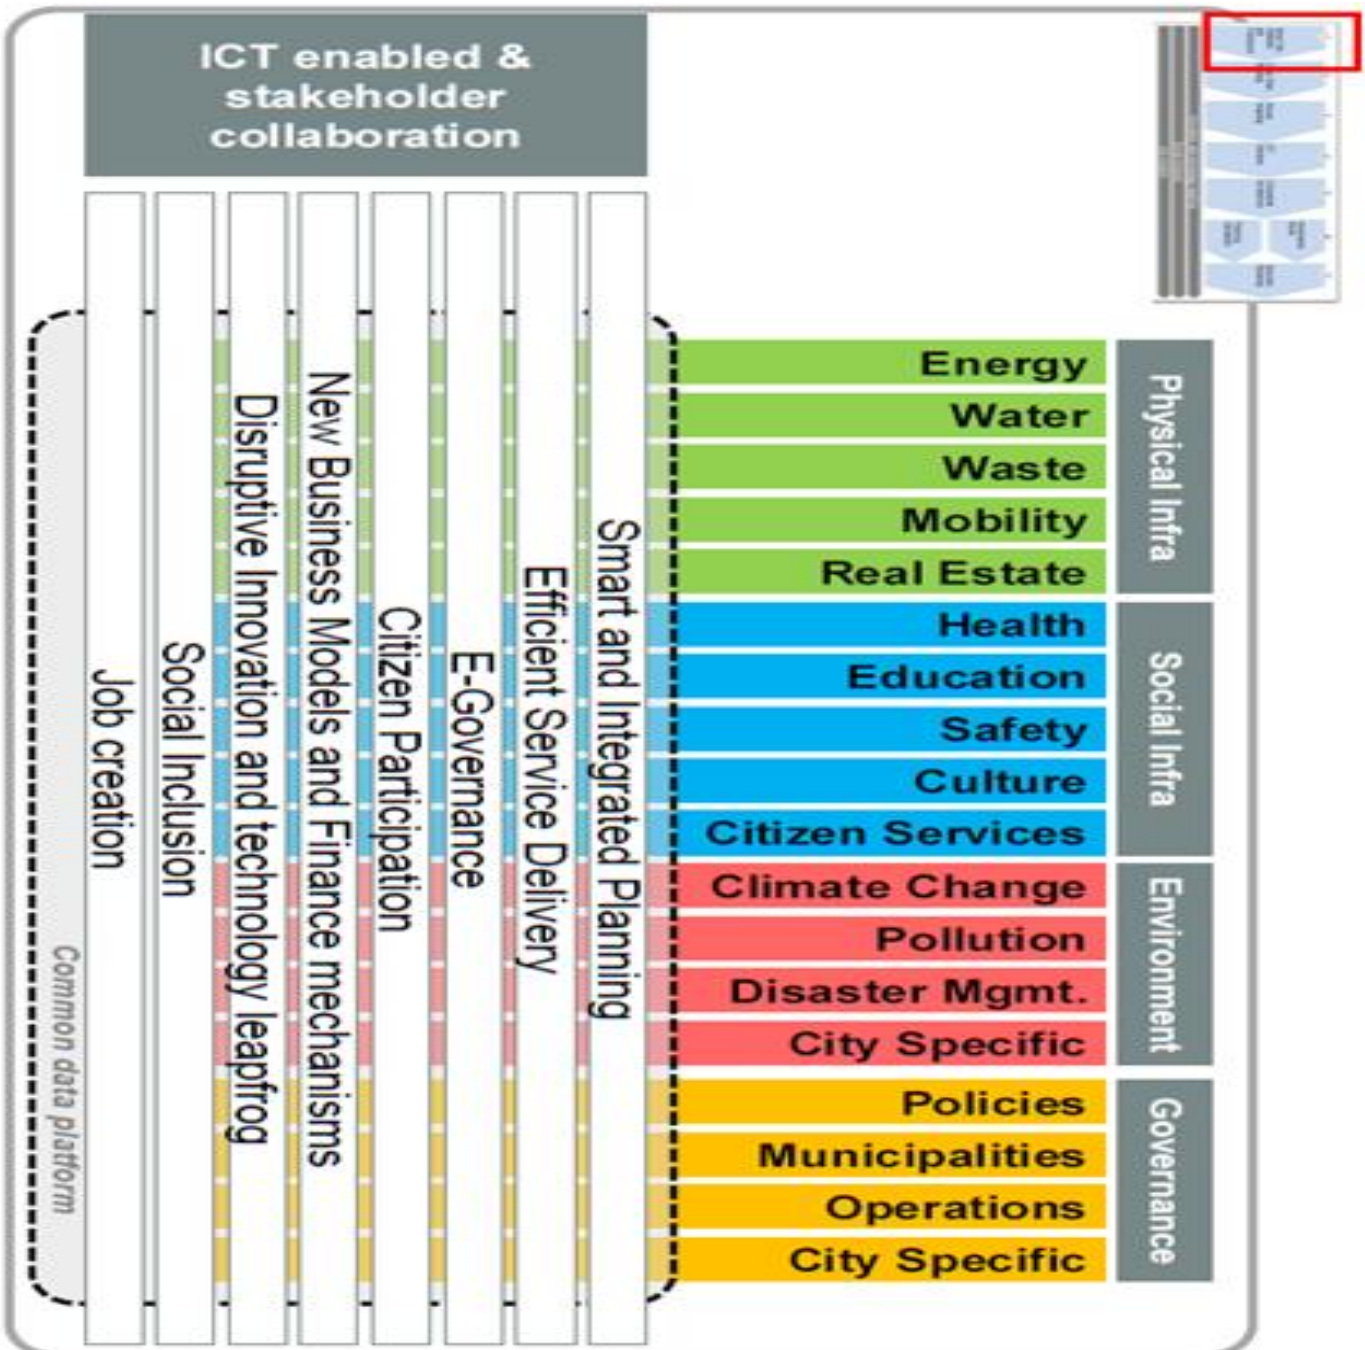 ICT enabled &
stakeholder
collaboration
Job creation
Social Inclusion
Disruptive Innovation and technology leapfrog
New Business Models and Finance mechanisms
Citizen Participation
E-Governance
Efficient Service Delivery
Smart and Integrated Planning
Common data platform
Physical Infra
Energy
Water
Waste
Mobility
Real Estate
Social Infra
Health
Education
Safety
Culture
Citizen Services
Environment
Climate Change
Pollution
Disaster Mgmt.
City Specific
Governance
Policies
Municipalities
Operations
City Specific